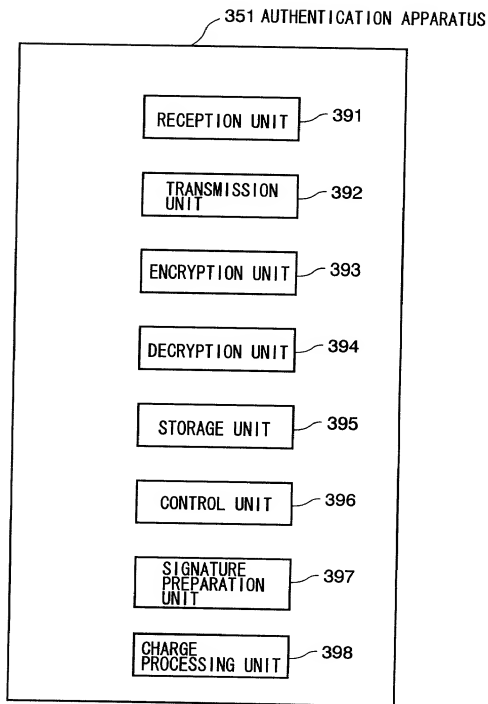 351 AUTHENTICATION APPARATUS
RECEPTION UNIT 391
TRANSMISSION
UNIT 392
ENCRYPTION UNIT 393
DECRYPTION UNIT 394
STORAGE UNIT 395
CONTROL UNIT 396
SIGNATURE
PREPARATION
UNIT 397
CHARGE
PROCESSING UNIT 398